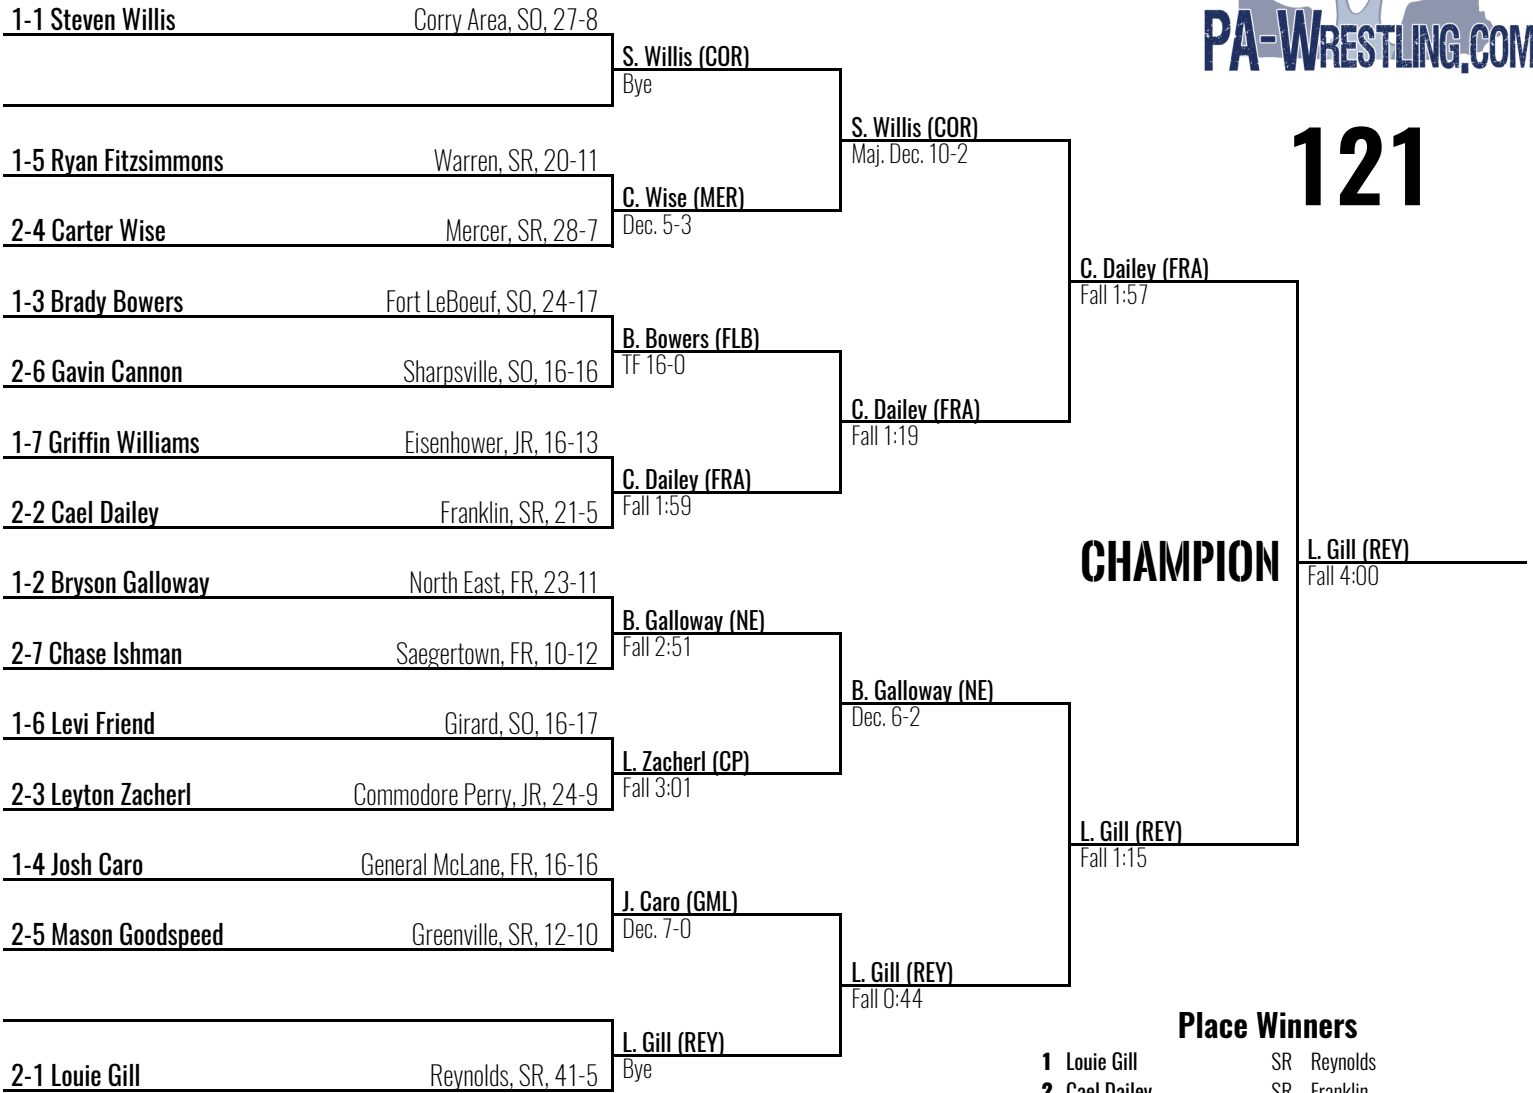 1-1 Steven Willis Corry Area, SO, 27-8
S. Willis (COR)
Bye
PA-WRESTLING.COM
121
S. Willis (COR)
Maj. Dec. 10-2
1-5 Ryan Fitzsimmons Warren, SR, 20-11
C. Wise (MER)
Dec. 5-3
2-4 Carter Wise Mercer, SR, 28-7
C. Dailey (FRA)
Fall 1:57
1-3 Brady Bowers Fort LeBoeuf, SO, 24-17
B. Bowers (FLB)
TF 16-0
2-6 Gavin Cannon Sharpsville, SO, 16-16
C. Dailey (FRA)
Fall 1:19
1-7 Griffin Williams Eisenhower, JR, 16-13
C. Dailey (FRA)
Fall 1:59
2-2 Cael Dailey Franklin, SR, 21-5
CHAMPION
L. Gill (REY)
Fall 4:00
1-2 Bryson Galloway North East, FR, 23-11
B. Galloway (NE)
Fall 2:51
2-7 Chase Ishman Saegertown, FR, 10-12
B. Galloway (NE)
Dec. 6-2
1-6 Levi Friend Girard, SO, 16-17
L. Zacherl (CP)
Fall 3:01
2-3 Leyton Zacherl Commodore Perry, JR, 24-9
L. Gill (REY)
Fall 1:15
1-4 Josh Caro General McLane, FR, 16-16
J. Caro (GML)
Dec. 7-0
2-5 Mason Goodspeed Greenville, SR, 12-10
L. Gill (REY)
Fall 0:44
L. Gill (REY)
Bye
2-1 Louie Gill Reynolds, SR, 41-5
Place Winners
1 Louie Gill SR Reynolds
2 Cael Dailey SR Franklin